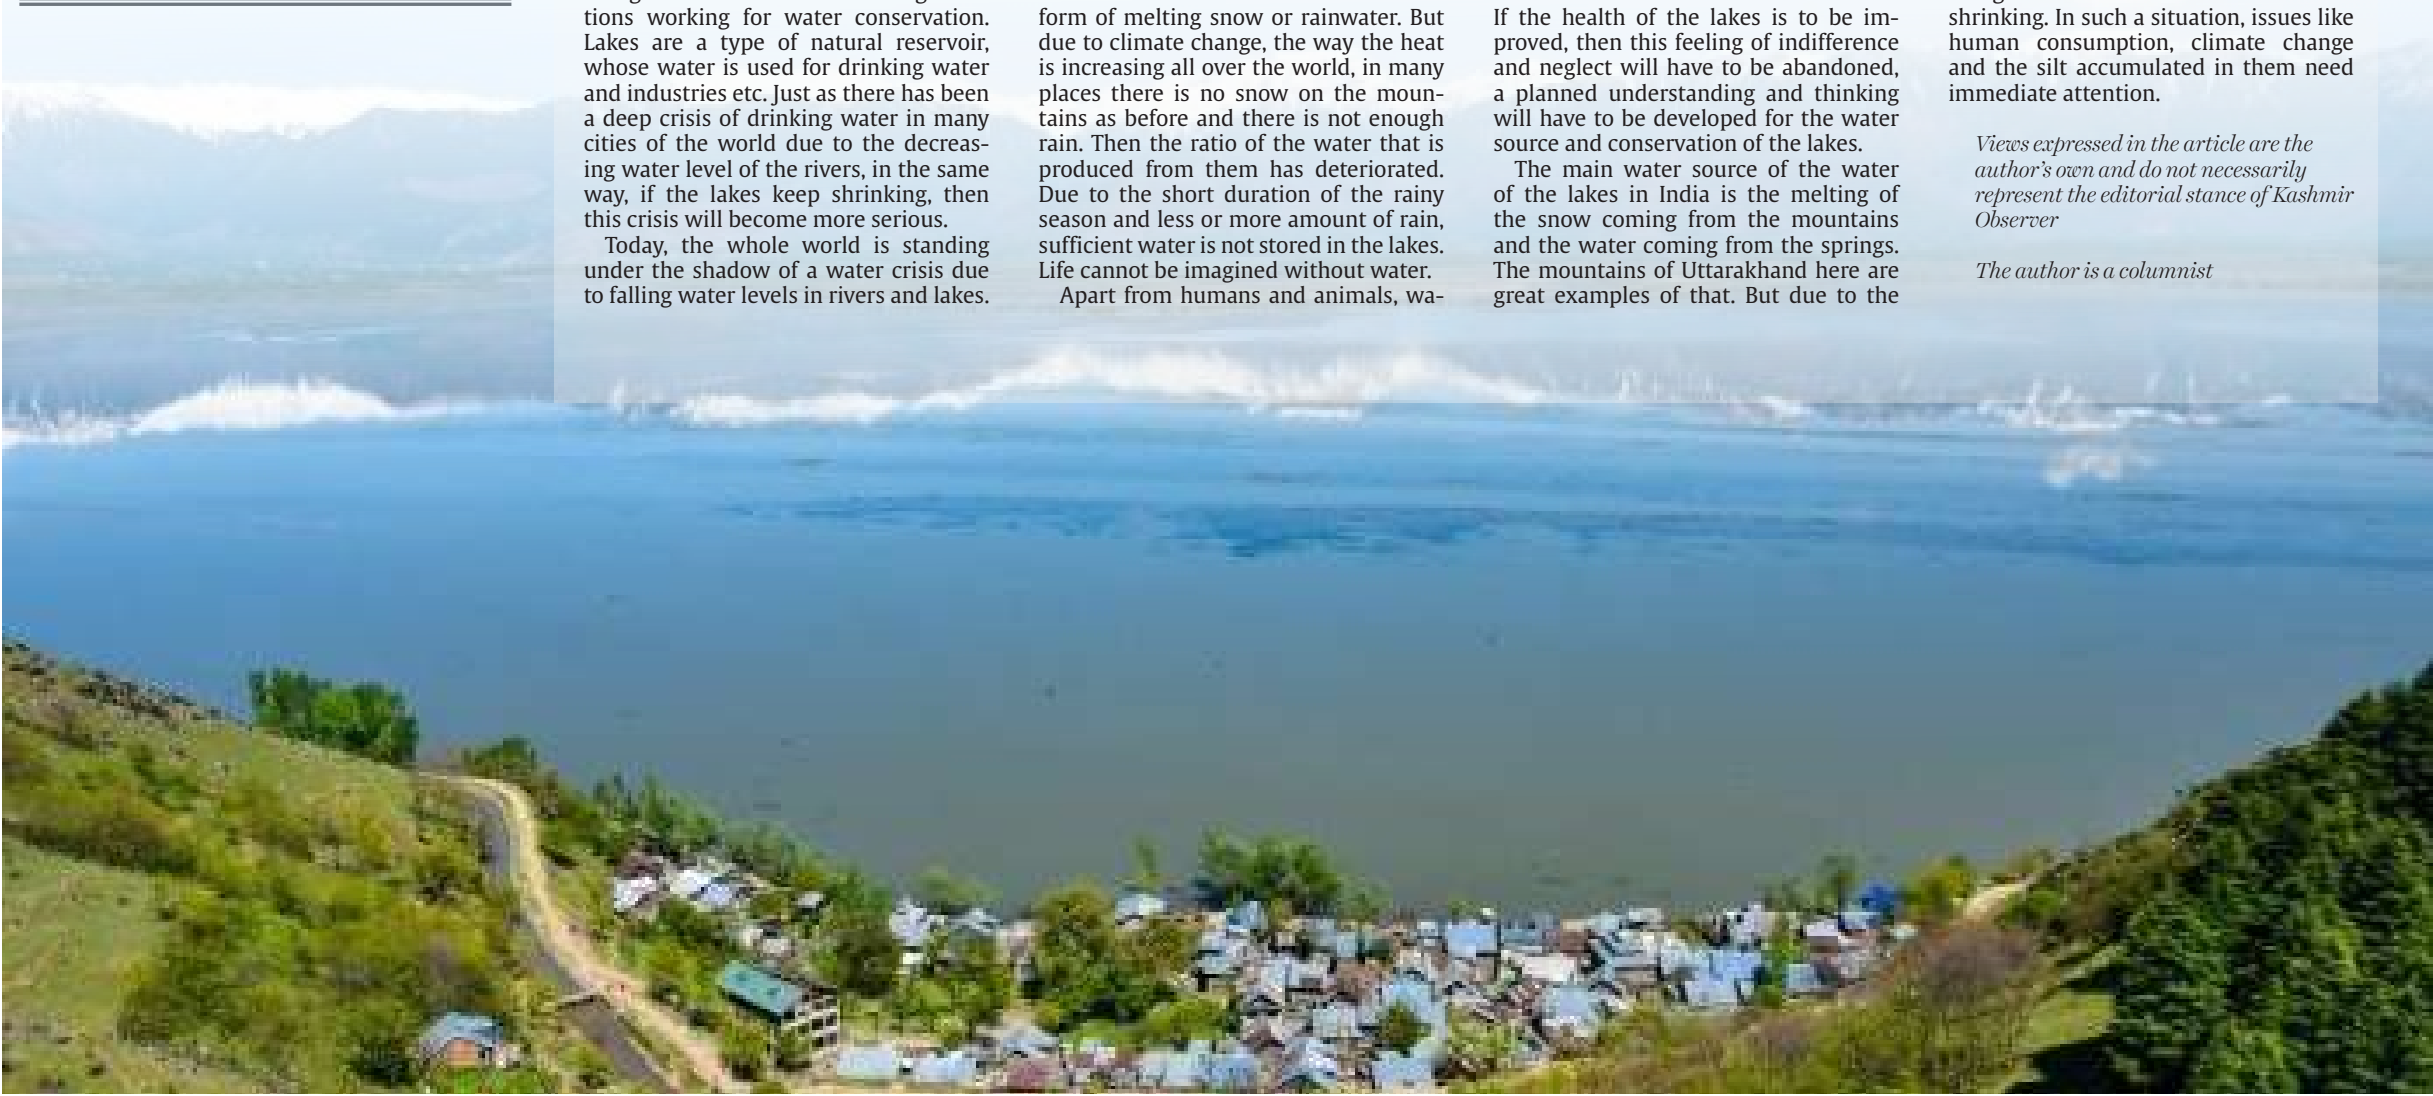 tions working for water conservation.
Lakes are a type of natural reservoir,
whose water is used for drinking water
and industries etc. Just as there has been
a deep crisis of drinking water in many
cities of the world due to the decreas-
ing water level of the rivers, in the same
way, if the lakes keep shrinking, then
this crisis will become more serious.
Today, the whole world is standing
under the shadow of a water crisis due
to falling water levels in rivers and lakes.
form of melting snow or rainwater. But
due to climate change, the way the heat
is increasing all over the world, in many
places there is no snow on the moun-
tains as before and there is not enough
rain. Then the ratio of the water that is
produced from them has deteriorated.
Due to the short duration of the rainy
season and less or more amount of rain,
sufficient water is not stored in the lakes.
Life cannot be imagined without water.
Apart from humans and animals, wa-
If the health of the lakes is to be im-
proved, then this feeling of indifference
and neglect will have to be abandoned,
a planned understanding and thinking
will have to be developed for the water
source and conservation of the lakes.
The main water source of the water
of the lakes in India is the melting of
the snow coming from the mountains
and the water coming from the springs.
The mountains of Uttarakhand here are
great examples of that. But due to the
shrinking. In such a situation, issues like
human consumption, climate change
and the silt accumulated in them need
immediate attention.
Views expressed in the article are the
author's own and do not necessarily
represent the editorial stance of Kashmir
Observer
The author is a columnist